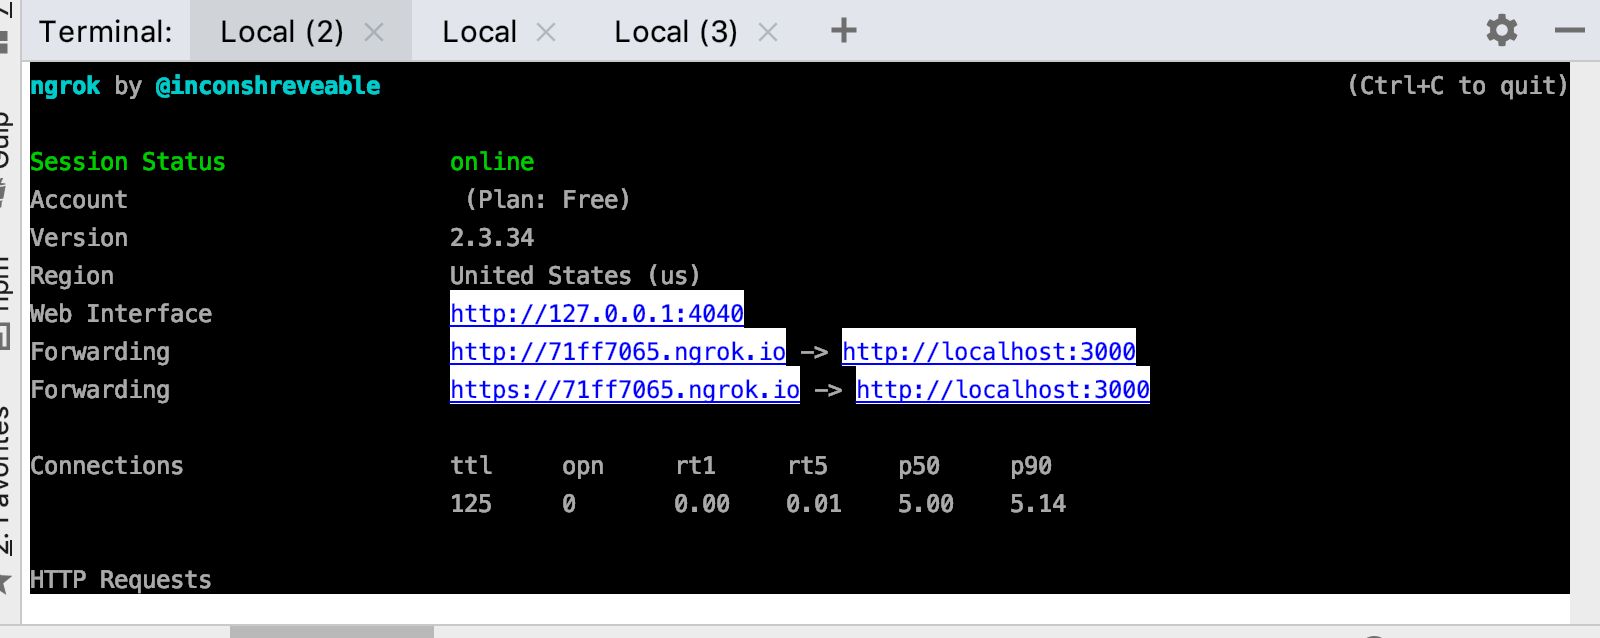 Terminal: Local (2) Local Local (3)
ngrok by @inconshreveable (Ctrl+C to quit)
Session Status online
Account (Plan: Free)
Version 2.3.34
Region United States (us)
Web Interface http://127.0.0.1:4040
Forwarding http://71ff7065.ngrok.io -> http://localhost:3000
Forwarding https://71ff7065.ngrok.io -> http://localhost:3000
Connections ttl opn rt1 rt5 p50 p90
125 0 0.00 0.01 5.00 5.14
HTTP Requests
npm
2: Favorites